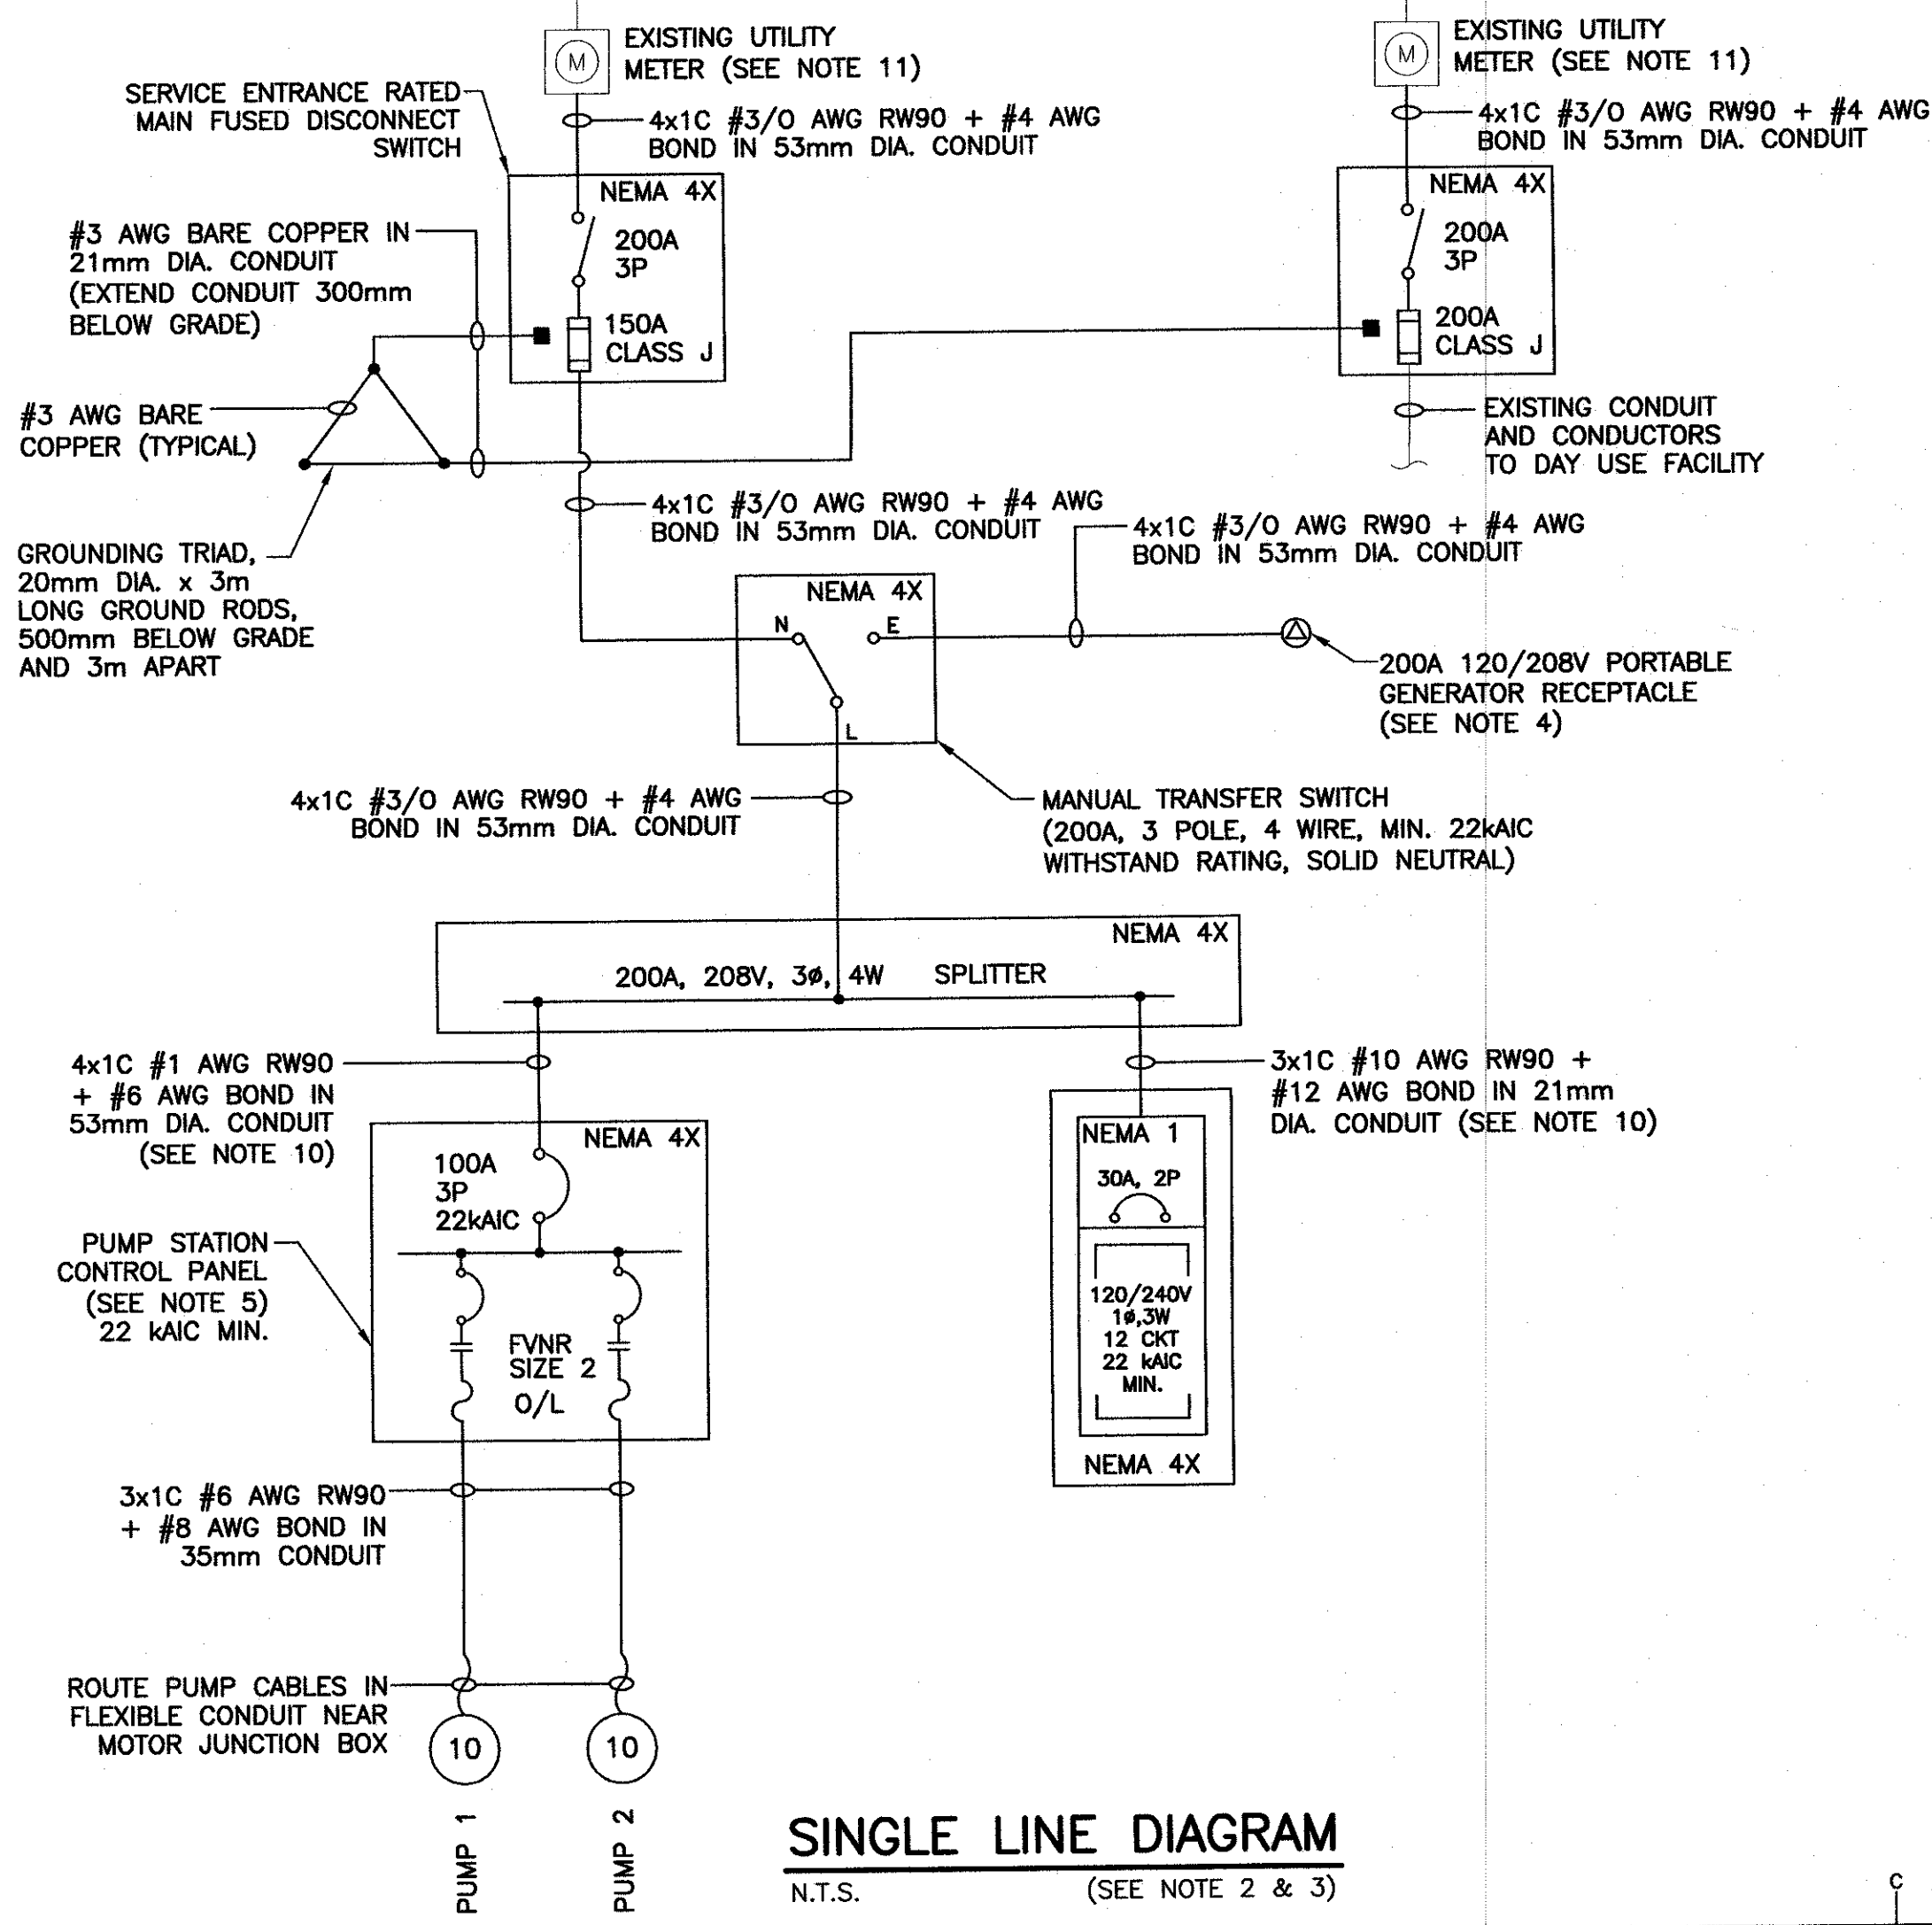 M
EXISTING UTILITY
METER (SEE NOTE 11)
M
EXISTING UTILITY
METER (SEE NOTE 11)
SERVICE ENTRANCE RATED
MAIN FUSED DISCONNECT
SWITCH
4x1C #3/0 AWG RW90 + #4 AWG
BOND IN 53mm DIA. CONDUIT
4x1C #3/0 AWG RW90 + #4 AWG
BOND IN 53mm DIA. CONDUIT
NEMA 4X
200A
3P
150A
CLASS J
NEMA 4X
200A
3P
200A
CLASS J
#3 AWG BARE COPPER IN
21mm DIA. CONDUIT
(EXTEND CONDUIT 300mm
BELOW GRADE)
#3 AWG BARE
COPPER (TYPICAL)
EXISTING CONDUIT
AND CONDUCTORS
TO DAY USE FACILITY
GROUNDING TRIAD,
20mm DIA. x 3m
LONG GROUND RODS,
500mm BELOW GRADE
AND 3m APART
4x1C #3/0 AWG RW90 + #4 AWG
BOND IN 53mm DIA. CONDUIT
4x1C #3/0 AWG RW90 + #4 AWG
BOND IN 53mm DIA. CONDUIT
NEMA 4X
N
E
L
200A 120/208V PORTABLE
GENERATOR RECEPTACLE
(SEE NOTE 4)
4x1C #3/0 AWG RW90 + #4 AWG
BOND IN 53mm DIA. CONDUIT
MANUAL TRANSFER SWITCH
(200A, 3 POLE, 4 WIRE, MIN. 22kAIC
WITHSTAND RATING, SOLID NEUTRAL)
NEMA 4X
200A, 208V, 3ø, 4W SPLITTER
4x1C #1 AWG RW90
+ #6 AWG BOND IN
53mm DIA. CONDUIT
(SEE NOTE 10)
3x1C #10 AWG RW90 +
#12 AWG BOND IN 21mm
DIA. CONDUIT (SEE NOTE 10)
NEMA 4X
100A
3P
22kAIC
PUMP STATION
CONTROL PANEL
(SEE NOTE 5)
22 kAIC MIN.
FVNR
SIZE 2
O/L
NEMA 1
30A, 2P
120/240V
1ø,3W
12 CKT
22 kAIC
MIN.
NEMA 4X
3x1C #6 AWG RW90
+ #8 AWG BOND IN
35mm CONDUIT
ROUTE PUMP CABLES IN
FLEXIBLE CONDUIT NEAR
MOTOR JUNCTION BOX
10
10
PUMP 1
PUMP 2
SINGLE LINE DIAGRAM
N.T.S. (SEE NOTE 2 & 3)
C